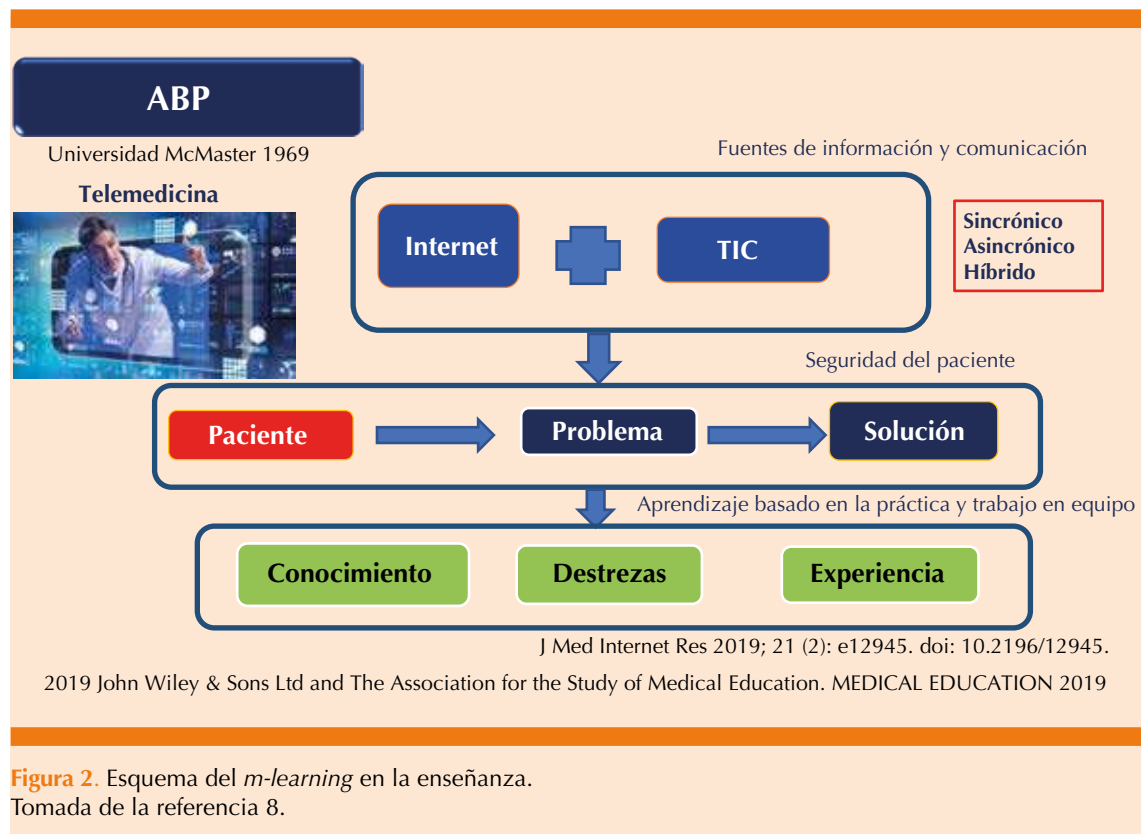 ABP
Universidad McMaster 1969
Telemedicina
Fuentes de información y comunicación
Internet
TIC
Sincrónico
Asincrónico
Híbrido
Seguridad del paciente
Paciente
Problema
Solución
Aprendizaje basado en la práctica y trabajo en equipo
Conocimiento
Destrezas
Experiencia
J Med Internet Res 2019; 21 (2): e12945. doi: 10.2196/12945.
2019 John Wiley & Sons Ltd and The Association for the Study of Medical Education. MEDICAL EDUCATION 2019
Figura 2. Esquema del m-learning en la enseñanza.
Tomada de la referencia 8.